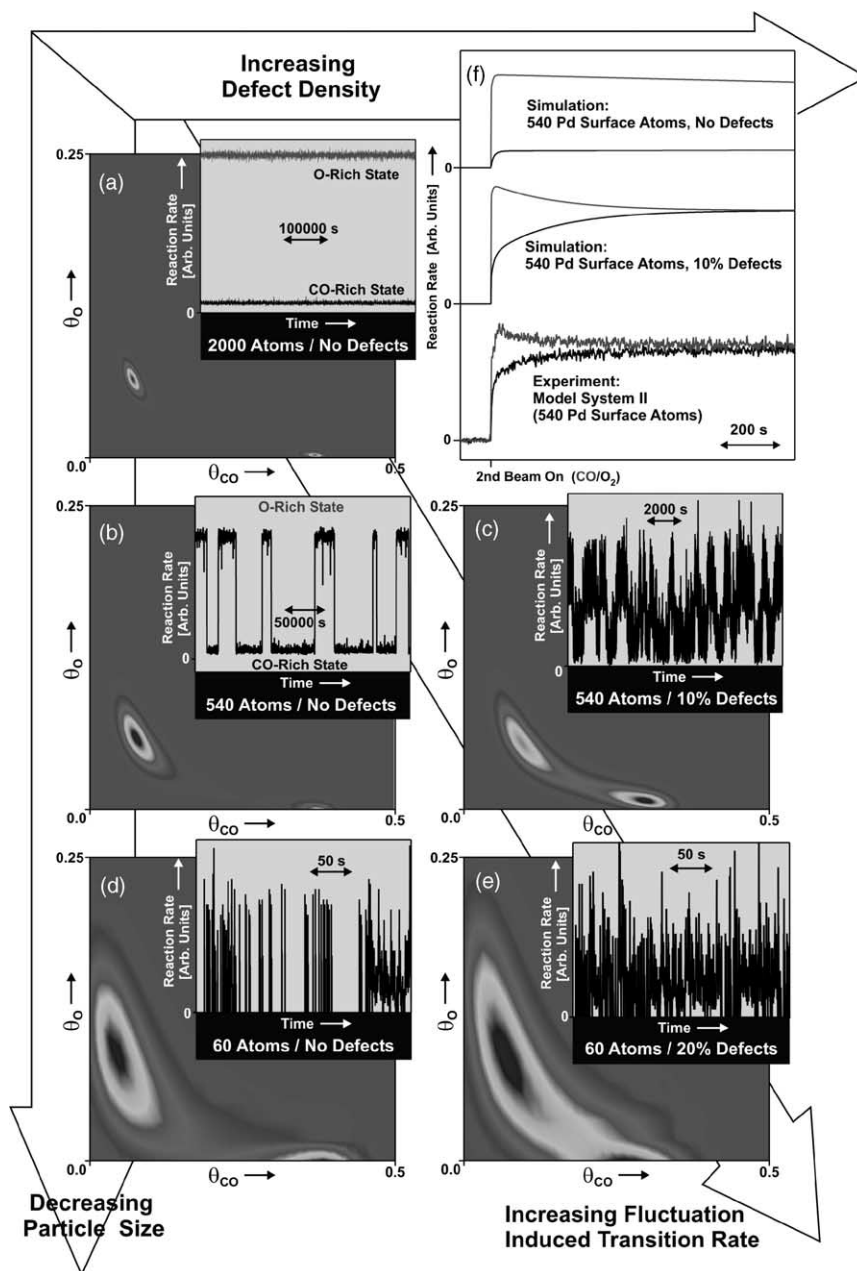 Increasing
Defect Density
(a)
0.25
θO
0.0
θCO
0.5
Reaction Rate
[Arb. Units]
O-Rich State
100000 s
CO-Rich State
0
Time
2000 Atoms / No Defects
(f)
Reaction Rate [Arb. Units]
Simulation:
540 Pd Surface Atoms, No Defects
0
Simulation:
540 Pd Surface Atoms, 10% Defects
0
Experiment:
Model System II
(540 Pd Surface Atoms)
0
200 s
2nd Beam On (CO/O2)
(b)
0.25
θO
0.0
θCO
0.5
Reaction Rate
[Arb. Units]
O-Rich State
50000 s
0
CO-Rich State
Time
540 Atoms / No Defects
(c)
0.25
θO
0.0
θCO
0.5
Reaction Rate
[Arb. Units]
2000 s
0
Time
540 Atoms / 10% Defects
(d)
0.25
θO
0
θCO
0.5
Reaction Rate
[Arb. Units]
50 s
0
Time
60 Atoms / No Defects
(e)
0.25
θO
0.0
θCO
0.5
Reaction Rate
[Arb. Units]
50 s
0
Time
60 Atoms / 20% Defects
Decreasing
Particle Size
Increasing Fluctuation
Induced Transition Rate